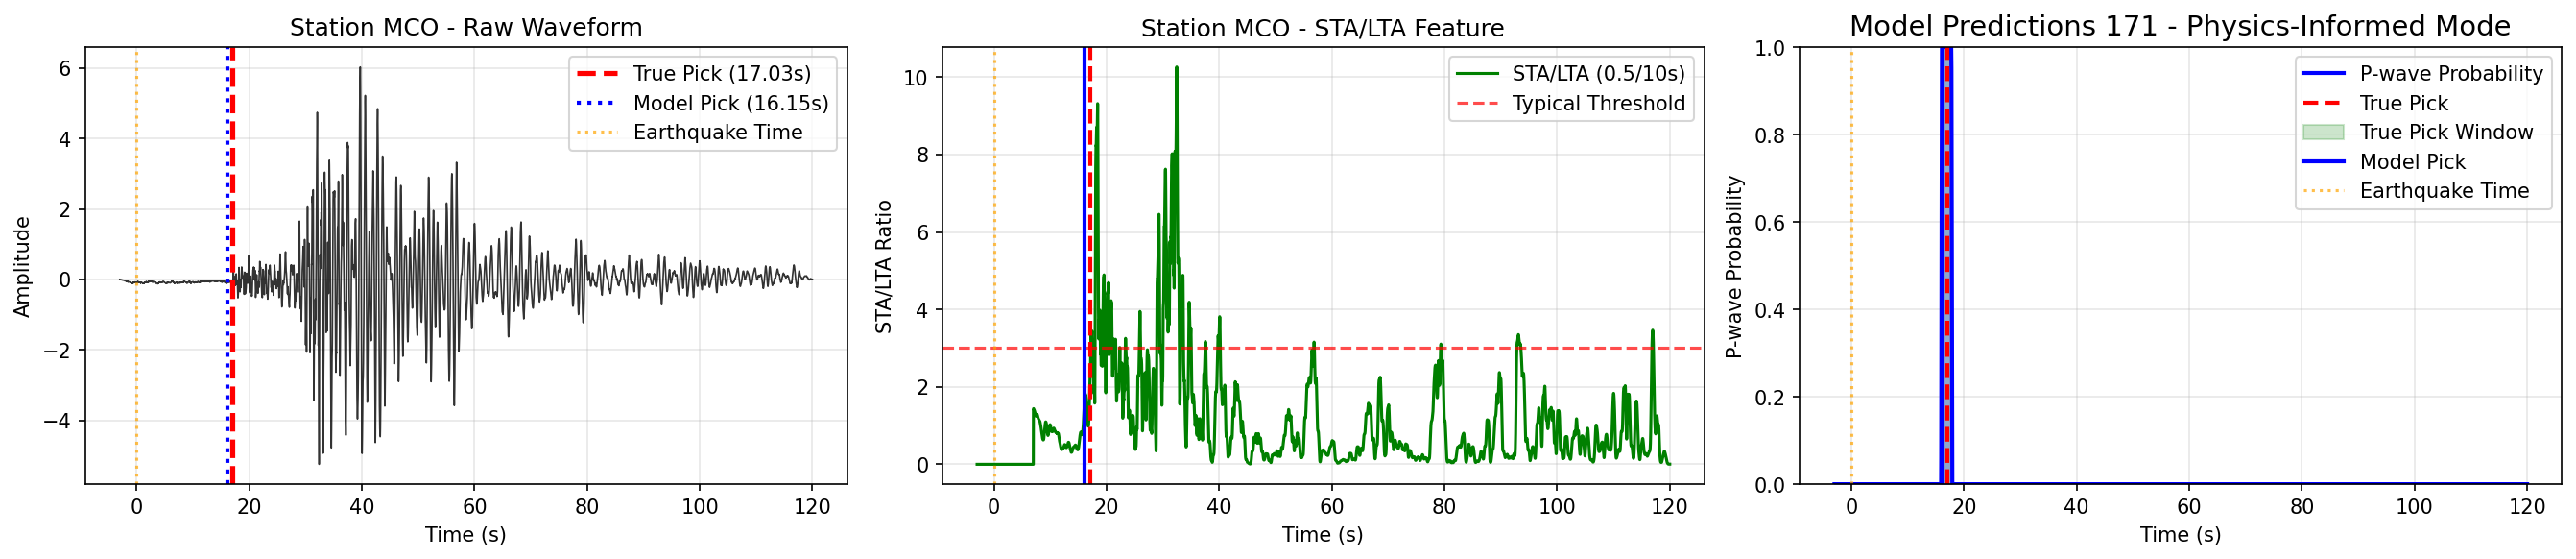 Station MCO - Raw Waveform
Amplitude
6
4
2
0
−2
−4
True Pick (17.03s)
Model Pick (16.15s)
Earthquake Time
0 20 40 60 80 100 120
Time (s)
Station MCO - STA/LTA Feature
STA/LTA Ratio
10
8
6
4
2
0
STA/LTA (0.5/10s)
Typical Threshold
0 20 40 60 80 100 120
Time (s)
Model Predictions 171 - Physics-Informed Mode
P-wave Probability
1.0
0.8
0.6
0.4
0.2
0.0
P-wave Probability
True Pick
True Pick Window
Model Pick
Earthquake Time
0 20 40 60 80 100 120
Time (s)